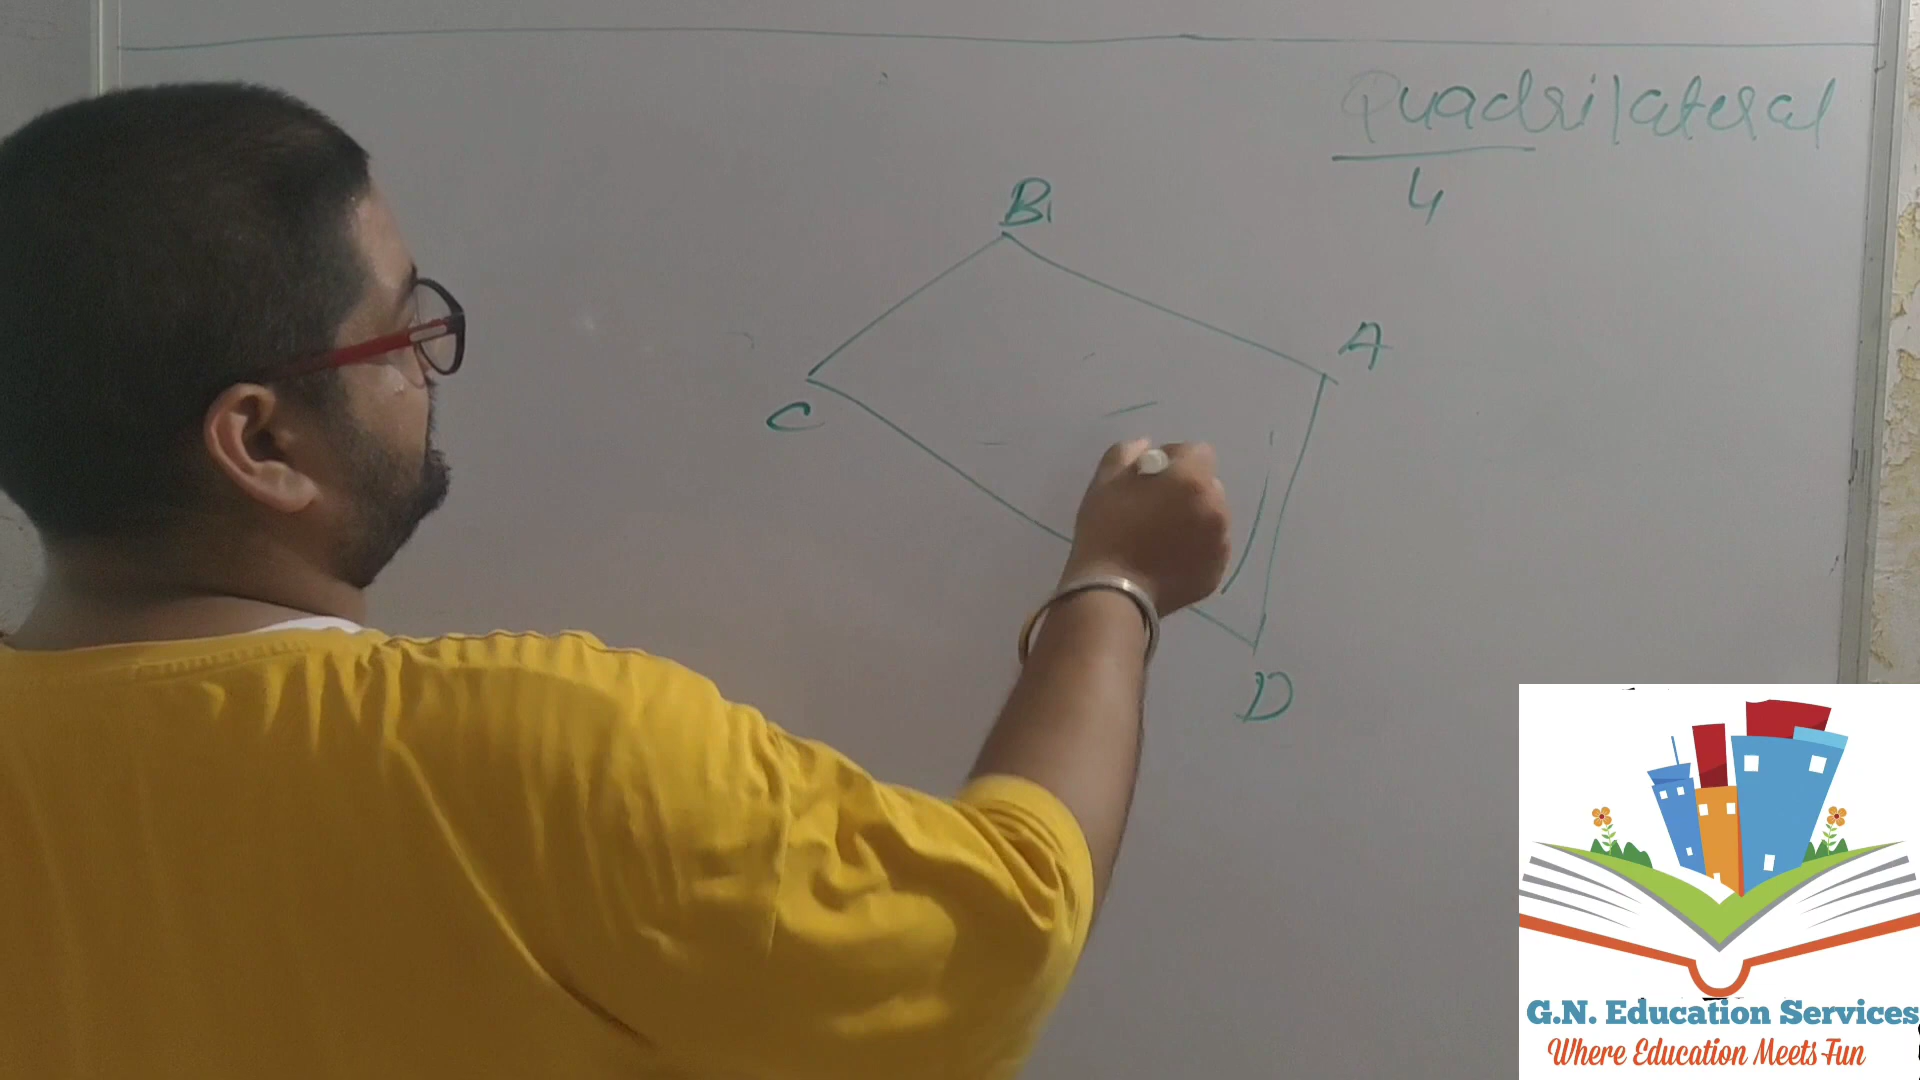 Quadrilateral
4
B
A
C
D
G.N. Education Services
Where Education Meets Fun